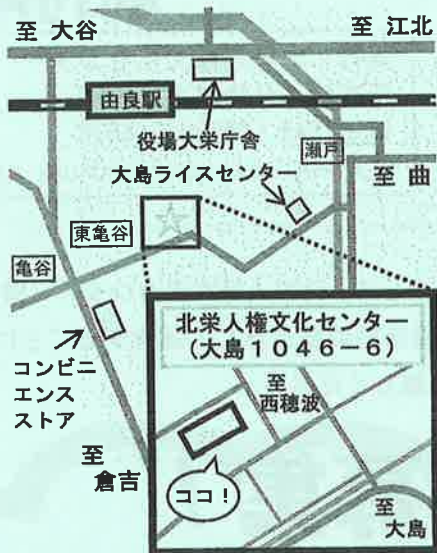 至 大谷
至 江北
由良駅
役場大栄庁舎
瀬戸
大島ライスセンター
至 曲
東亀谷
亀谷
コンビニ
エンス
ストア
至
倉吉
北栄人権文化センター
（大島１０４６－６）
至
西穂波
ココ！
至
大島